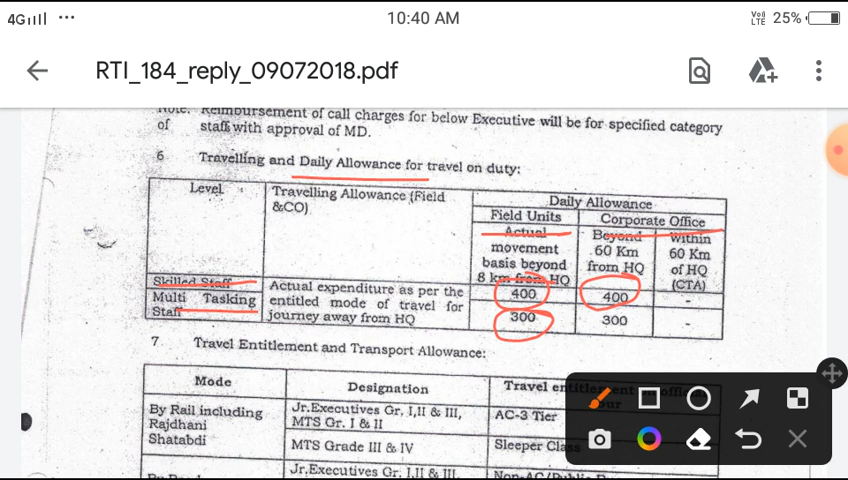 4G
10:40 AM
VoD LTE 25%
RTI_184_reply_09072018.pdf
Note: Reimbursement of call charges for below Executive will be for specified category
of staff with approval of MD.
6 Travelling and Daily Allowance for travel on duty:
Level
Travelling Allowance (Field
&CO)
Daily Allowance
Field Units
Corporate Office
Actual
movement
basis beyond
8 km from HQ
Beyond
60 Km
from HQ
within
60 Km
of HQ
(CTA)
Skilled Staff
Multi Tasking
Staff
Actual expenditure as per the
entitled mode of travel for
journey away from HQ
400
400
-
300
300
-
7 Travel Entitlement and Transport Allowance:
Mode
Designation
Travel
By Rail including
Rajdhani
Shatabdi
Jr.Executives Gr. I,II & III,
MTS Gr. I & II
AC-3 Tier
MTS Grade III & IV
Sleeper Class
Jr.Executives Gr. I,II & III,